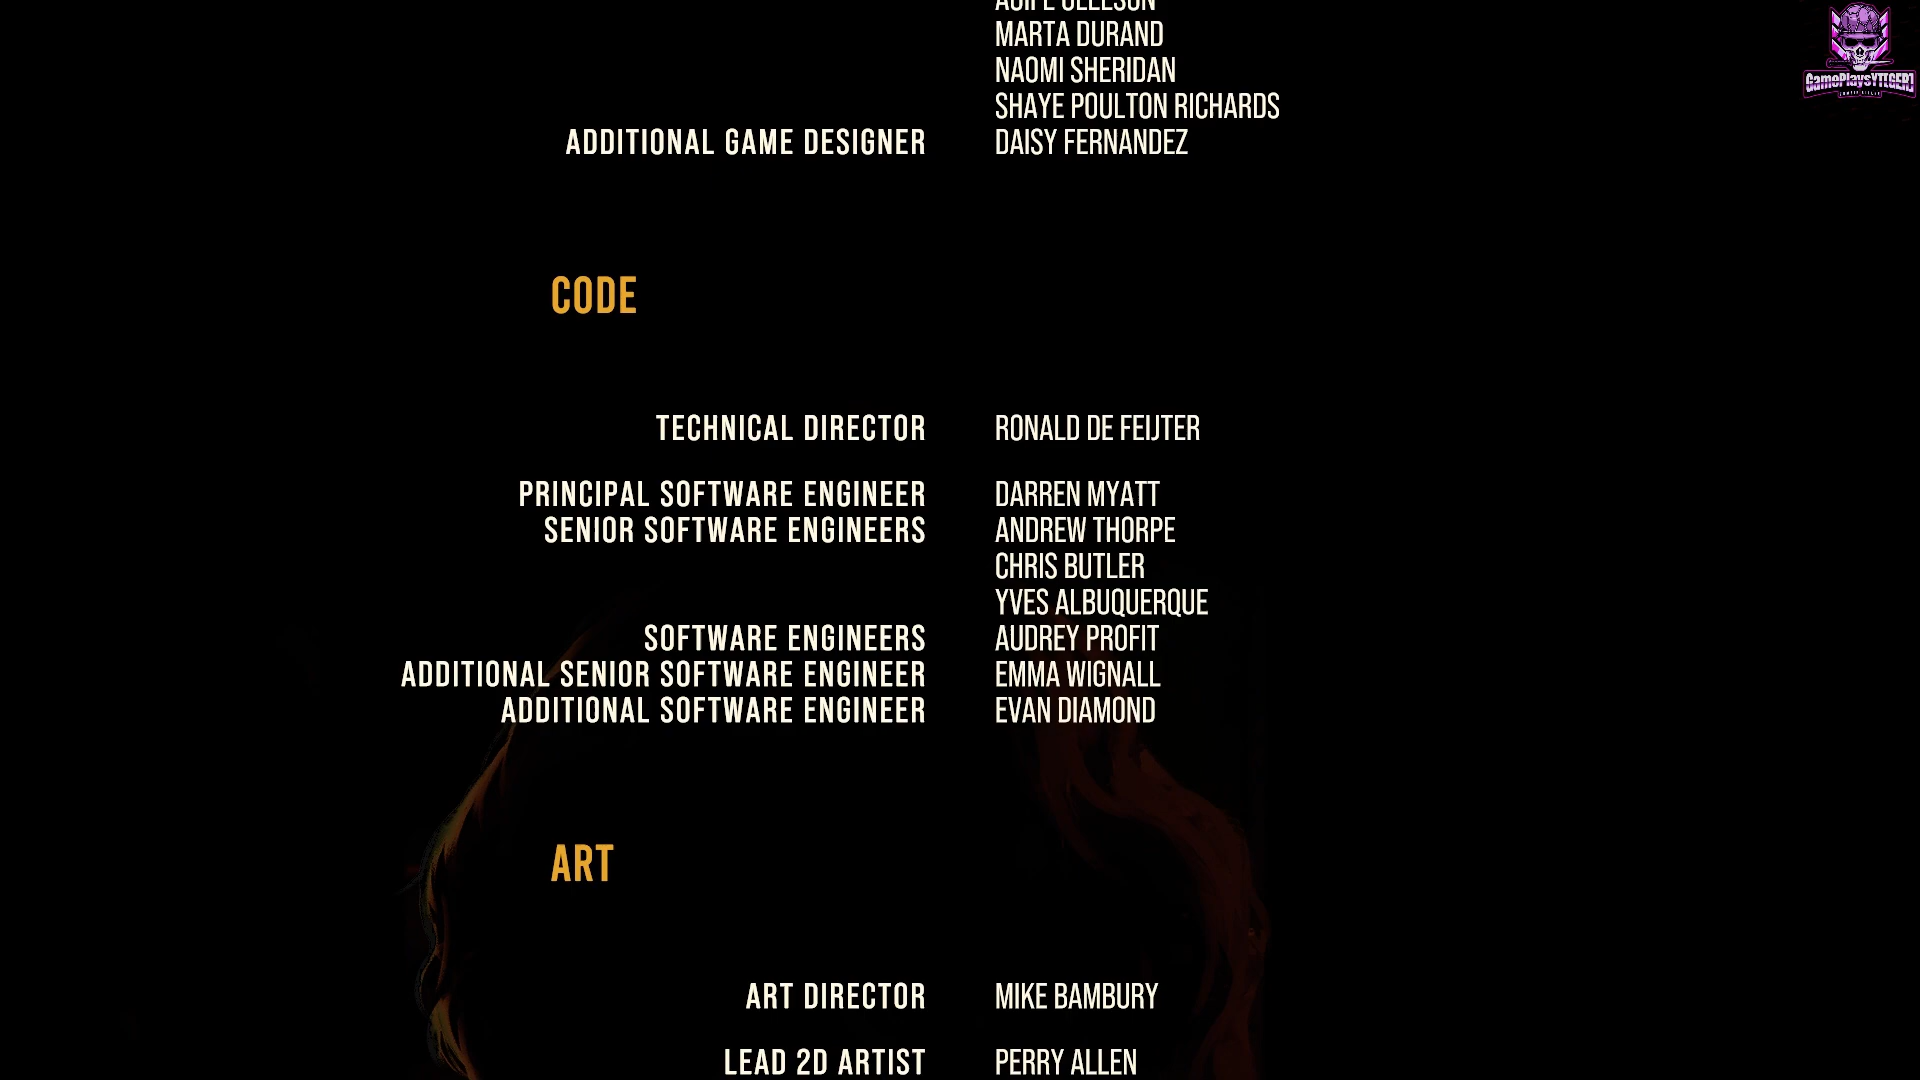 MARTA DURAND
NAOMI SHERIDAN
SHAYE POULTON RICHARDS
ADDITIONAL GAME DESIGNER DAISY FERNANDEZ
CODE
TECHNICAL DIRECTOR RONALD DE FEIJTER
PRINCIPAL SOFTWARE ENGINEER DARREN MYATT
SENIOR SOFTWARE ENGINEERS ANDREW THORPE
CHRIS BUTLER
YVES ALBUQUERQUE
SOFTWARE ENGINEERS AUDREY PROFIT
ADDITIONAL SENIOR SOFTWARE ENGINEER EMMA WIGNALL
ADDITIONAL SOFTWARE ENGINEER EVAN DIAMOND
ART
ART DIRECTOR MIKE BAMBURY
LEAD 2D ARTIST PERRY ALLEN